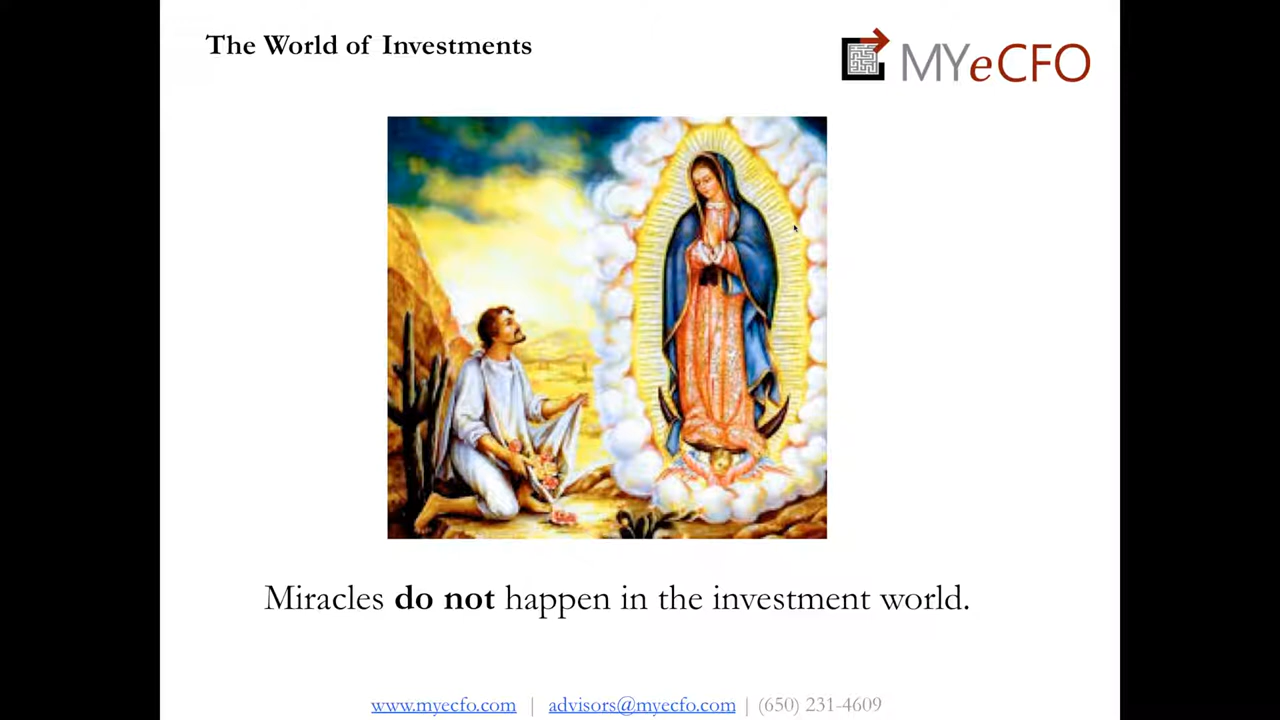 The World of Investments
MYeCFO
Miracles do not happen in the investment world.
www.myecfo.com | advisors@myecfo.com | (650) 231-4609